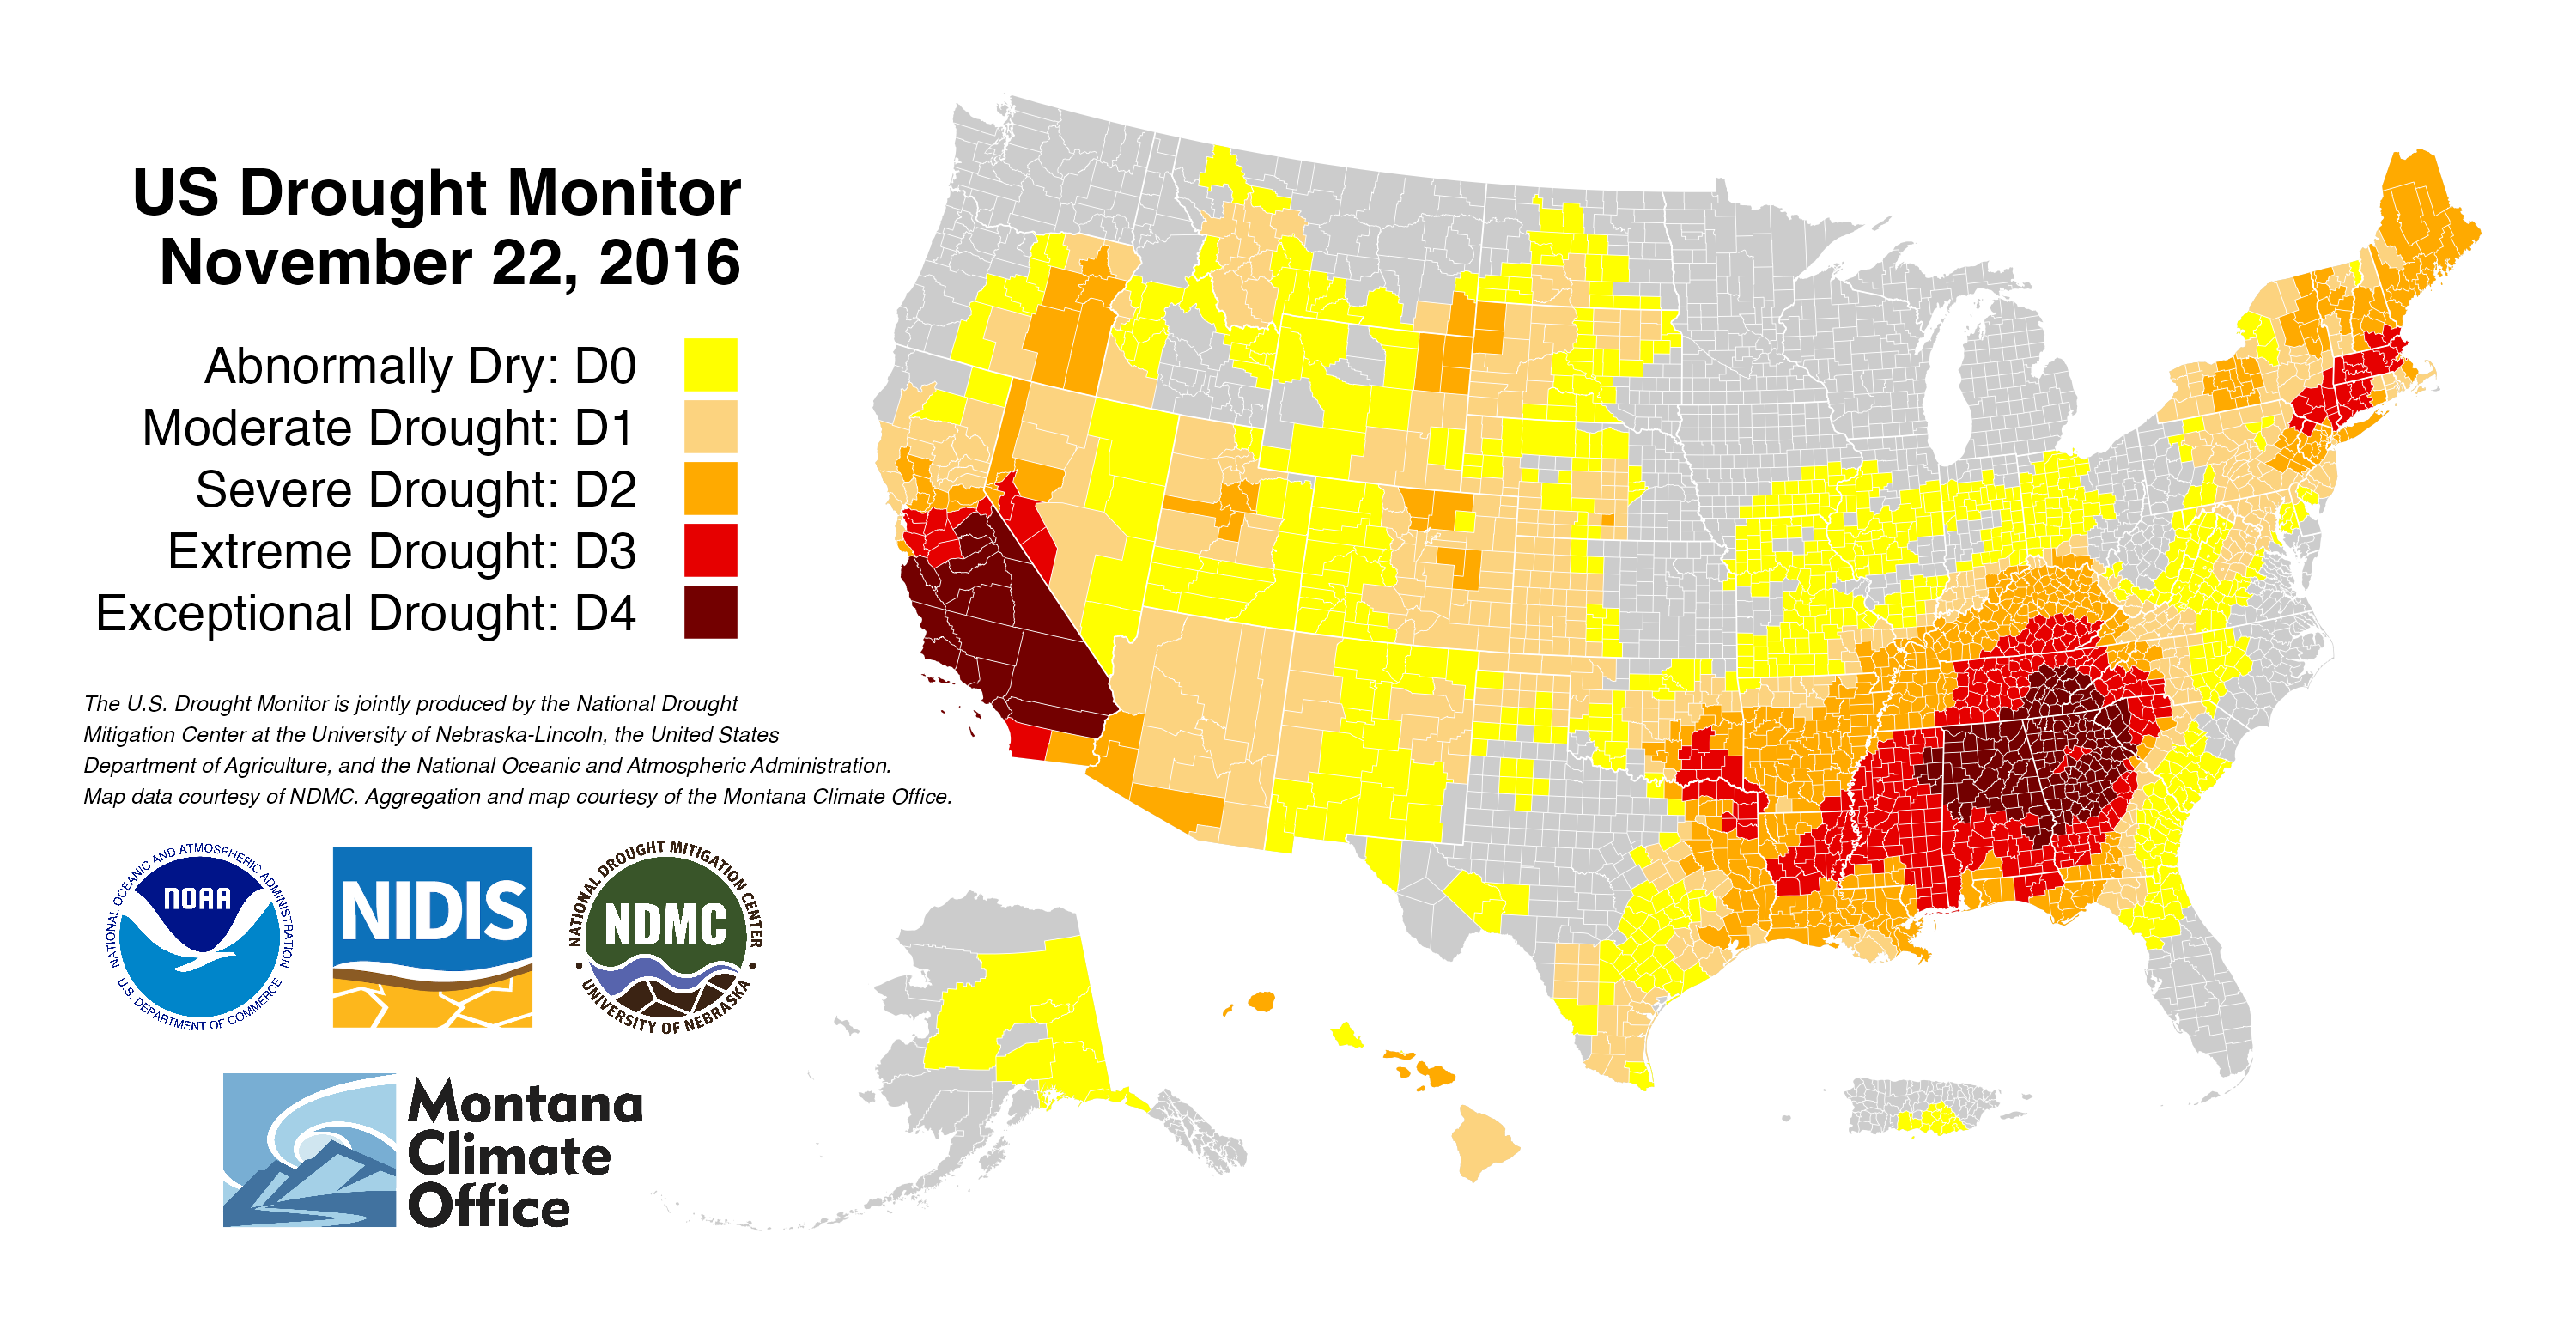 US Drought Monitor
November 22, 2016
Abnormally Dry: D0
Moderate Drought: D1
Severe Drought: D2
Extreme Drought: D3
Exceptional Drought: D4
The U.S. Drought Monitor is jointly produced by the National Drought
Mitigation Center at the University of Nebraska-Lincoln, the United States
Department of Agriculture, and the National Oceanic and Atmospheric Administration.
Map data courtesy of NDMC. Aggregation and map courtesy of the Montana Climate Office.
NATIONAL OCEANIC AND ATMOSPHERIC ADMINISTRATION
NOAA
U.S. DEPARTMENT OF COMMERCE
NIDIS
NATIONAL DROUGHT MITIGATION CENTER
NDMC
UNIVERSITY OF NEBRASKA
Montana
Climate
Office